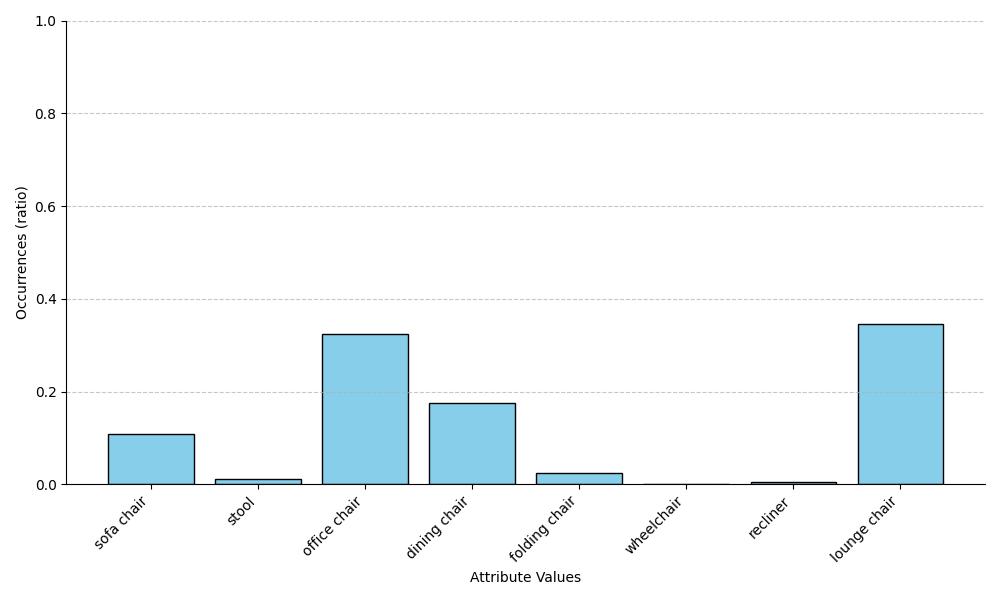 1.0
0.8
0.6
0.4
0.2
0.0
Occurrences (ratio)
sofa chair
stool
office chair
dining chair
folding chair
wheelchair
recliner
lounge chair
Attribute Values